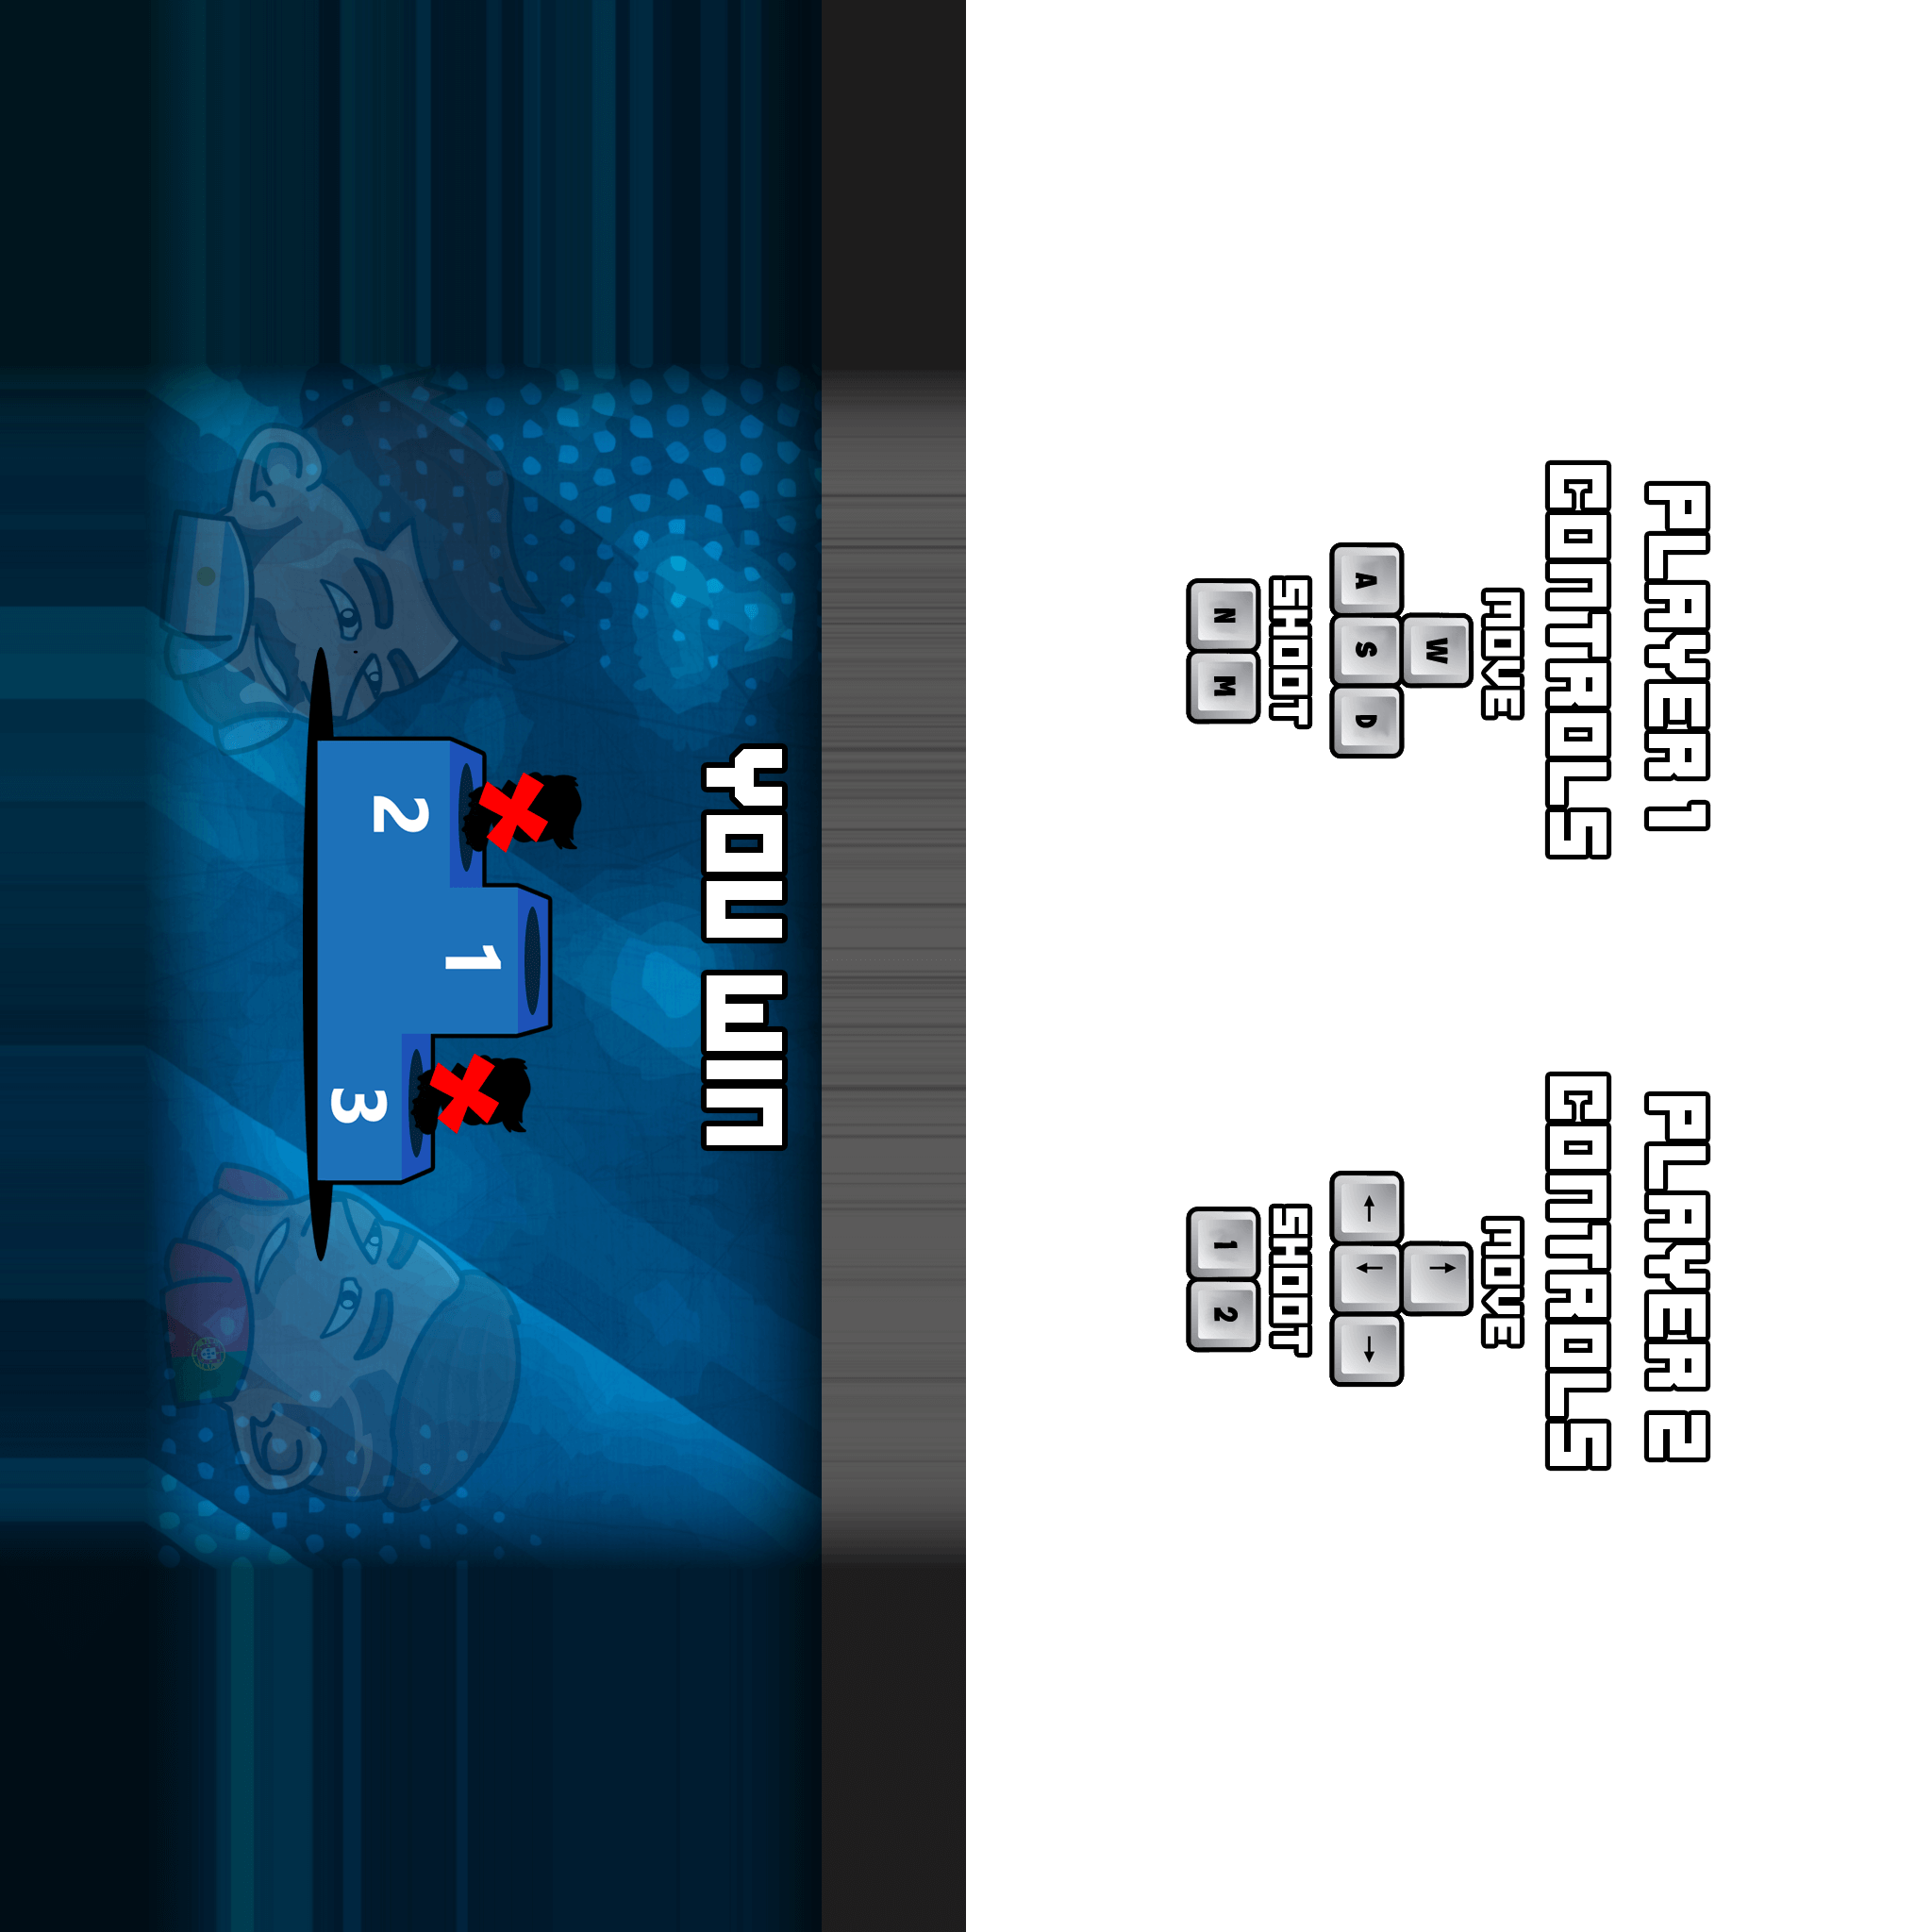 PLAYER 1
CONTROLS
MOVE
W
A S D
SHOOT
N M
PLAYER 2
CONTROLS
MOVE
↑
← ↓ →
SHOOT
1 2
YOU WIN
1
2
3